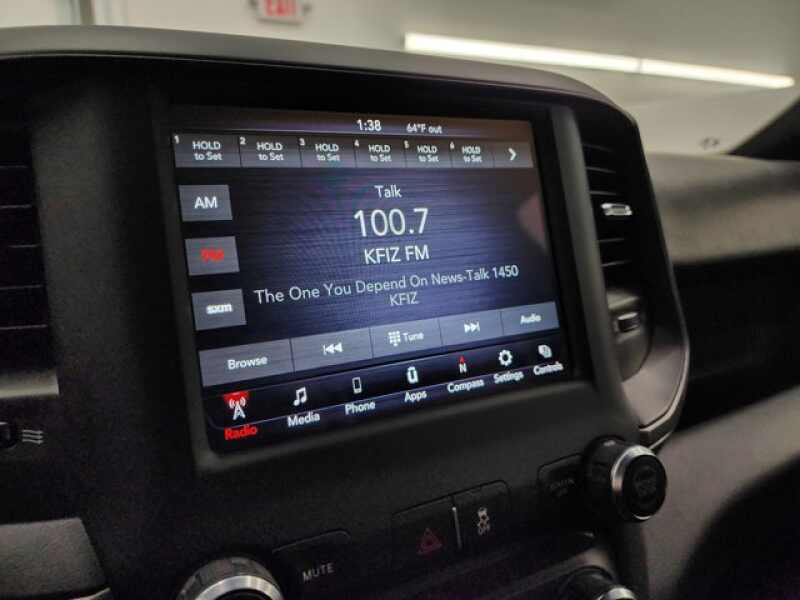 EXIT
1:38 64°F out
1 HOLD to Set 2 HOLD to Set 3 HOLD to Set 4 HOLD to Set 5 HOLD to Set 6 HOLD to Set
AM
Talk
100.7
FM
KFIZ FM
sxm
The One You Depend On News-Talk 1450
KFIZ
Browse Tune Audio
Radio Media Phone Apps N Compass Settings Controls
MUTE
OFF